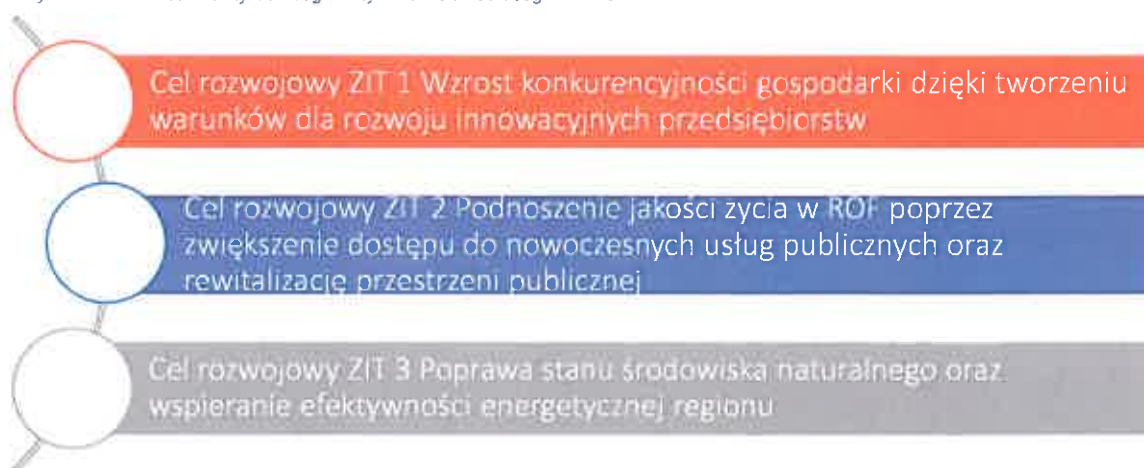 Cel rozwojowy ZIT 1 Wzrost konkurencyjności gospodarki dzięki tworzeniu
warunków dla rozwoju innowacyjnych przedsiębiorstw
Cel rozwojowy ZIT 2 Podnoszenie jakości życia w ROF poprzez
zwiększenie dostępu do nowoczesnych usług publicznych oraz
rewitalizację przestrzeni publicznej
Cel rozwojowy ZIT 3 Poprawa stanu środowiska naturalnego oraz
wspieranie efektywności energetycznej regionu